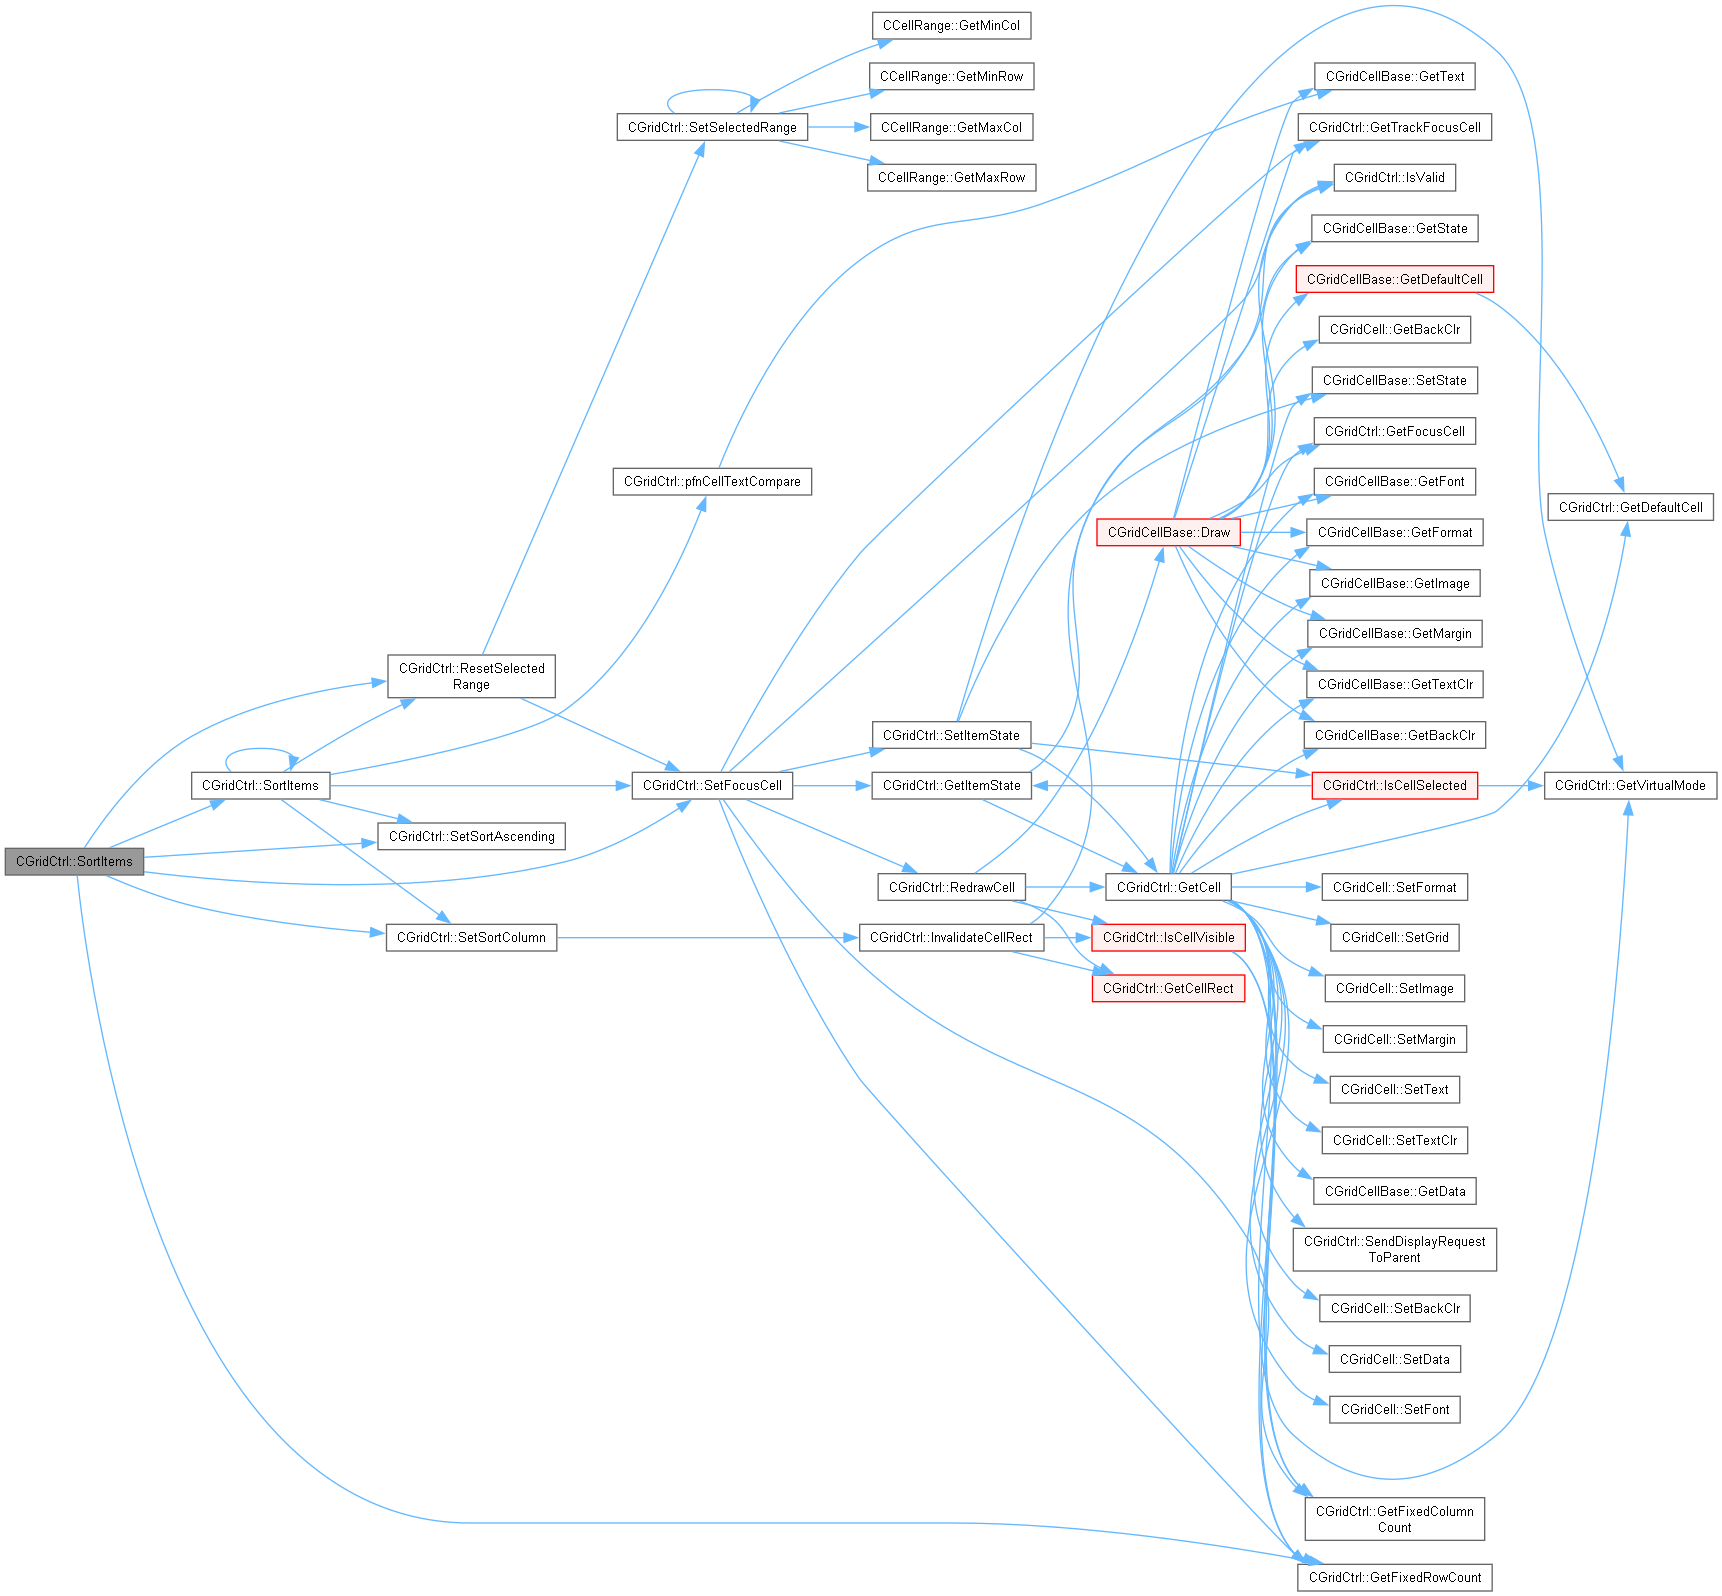 CGridCtrl::SortItems
CGridCtrl::SortItems
CGridCtrl::ResetSelected
Range
CGridCtrl::SetSortAscending
CGridCtrl::SetSortColumn
CGridCtrl::SetSelectedRange
CGridCtrl::pfnCellTextCompare
CGridCtrl::SetFocusCell
CCellRange::GetMinCol
CCellRange::GetMinRow
CCellRange::GetMaxCol
CCellRange::GetMaxRow
CGridCtrl::SetItemState
CGridCtrl::GetItemState
CGridCtrl::RedrawCell
CGridCtrl::InvalidateCellRect
CGridCellBase::Draw
CGridCtrl::GetCell
CGridCtrl::IsCellVisible
CGridCtrl::GetCellRect
CGridCellBase::GetText
CGridCtrl::GetTrackFocusCell
CGridCtrl::IsValid
CGridCellBase::GetState
CGridCellBase::GetDefaultCell
CGridCell::GetBackClr
CGridCellBase::SetState
CGridCtrl::GetFocusCell
CGridCellBase::GetFont
CGridCellBase::GetFormat
CGridCellBase::GetImage
CGridCellBase::GetMargin
CGridCellBase::GetTextClr
CGridCellBase::GetBackClr
CGridCtrl::IsCellSelected
CGridCell::SetFormat
CGridCell::SetGrid
CGridCell::SetImage
CGridCell::SetMargin
CGridCell::SetText
CGridCell::SetTextClr
CGridCellBase::GetData
CGridCtrl::SendDisplayRequest
ToParent
CGridCell::SetBackClr
CGridCell::SetData
CGridCell::SetFont
CGridCtrl::GetFixedColumn
Count
CGridCtrl::GetFixedRowCount
CGridCtrl::GetDefaultCell
CGridCtrl::GetVirtualMode